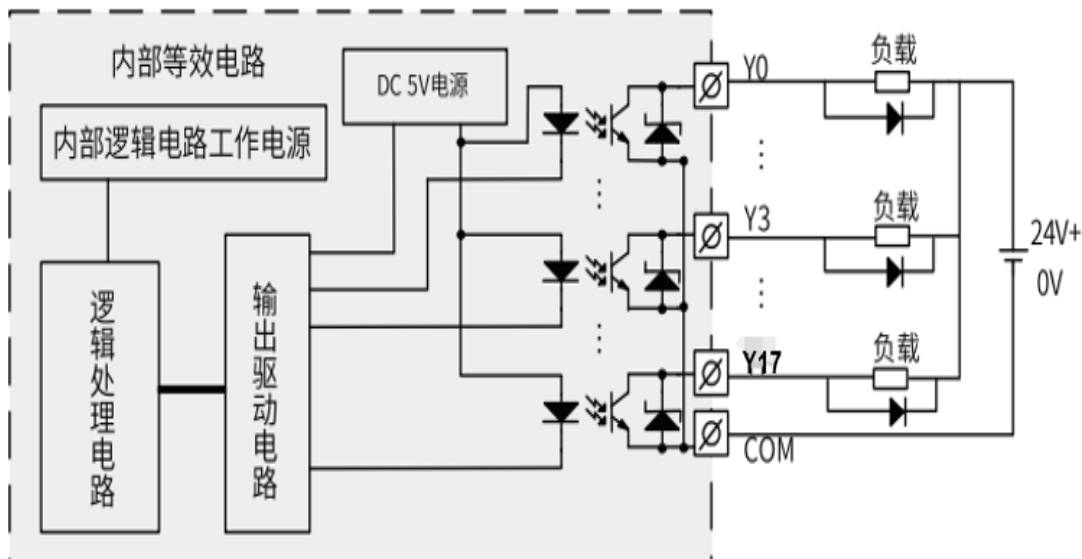 内部等效电路
DC 5V电源
内部逻辑电路工作电源
逻辑处理电路
输出驱动电路
Y0
负载
Y3
负载
Y17
负载
COM
24V+
0V